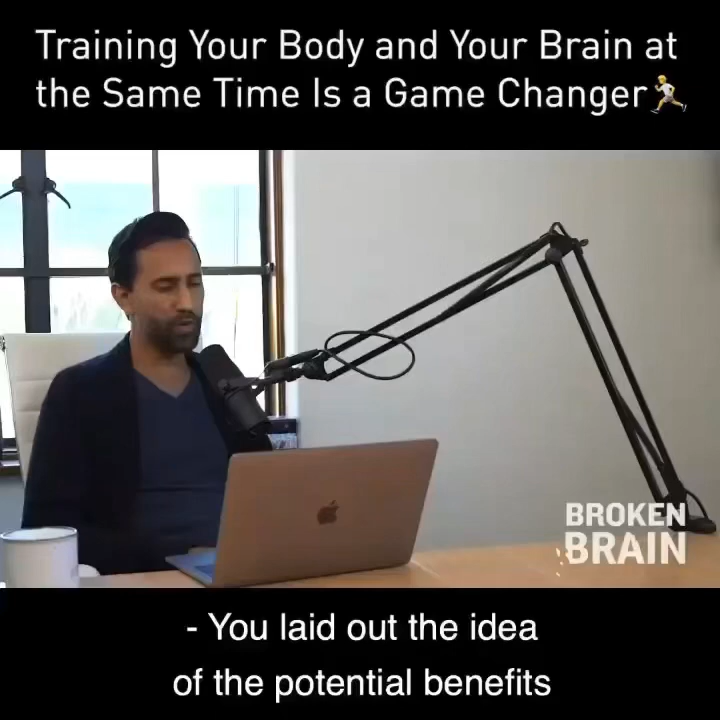 Training Your Body and Your Brain at
the Same Time Is a Game Changer🏃
BROKEN
BRAIN
- You laid out the idea
of the potential benefits